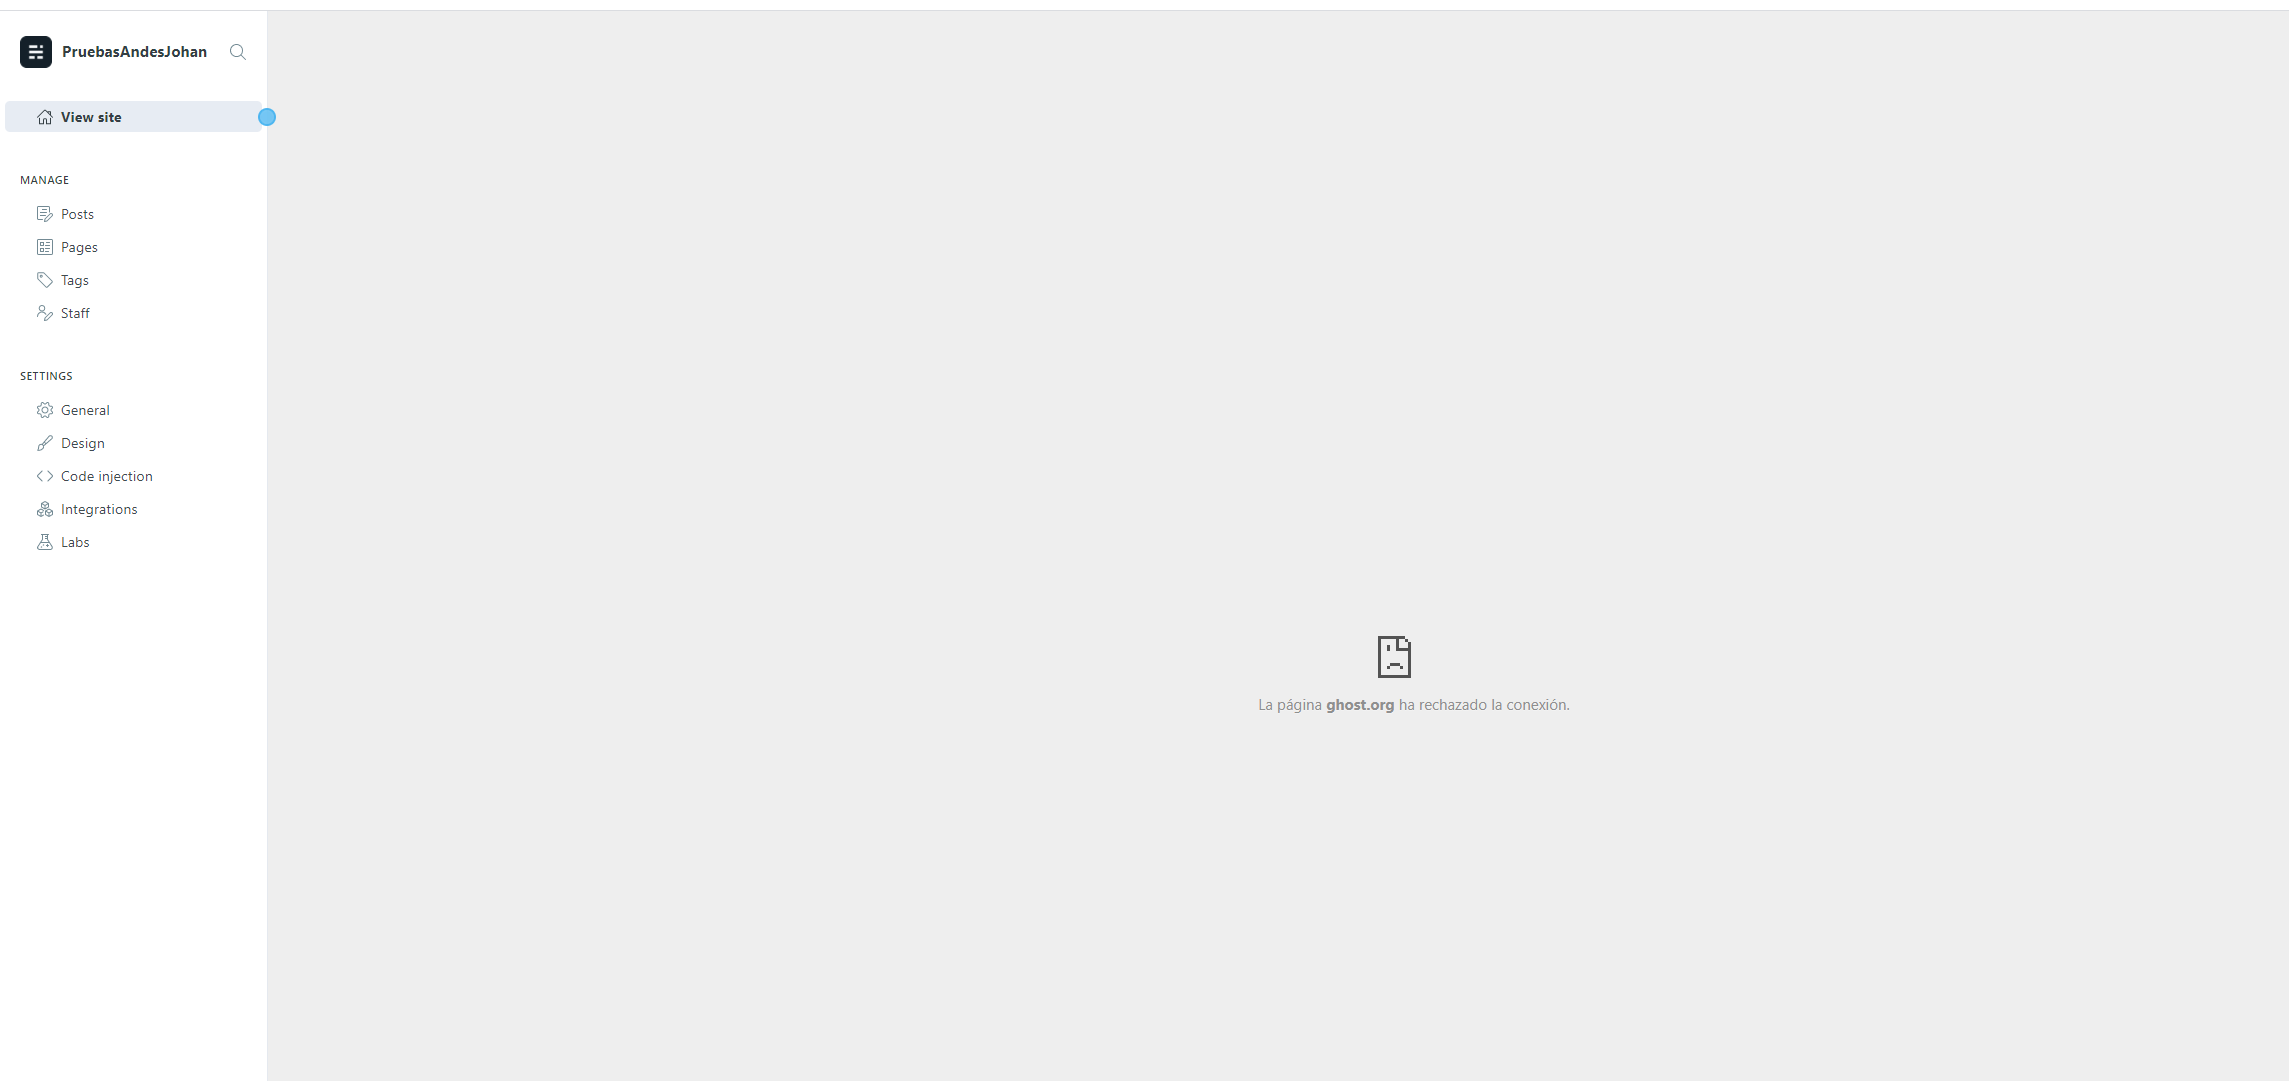 PruebasAndesJohan
View site
MANAGE
Posts
Pages
Tags
Staff
SETTINGS
General
Design
Code injection
Integrations
Labs
La página ghost.org ha rechazado la conexión.